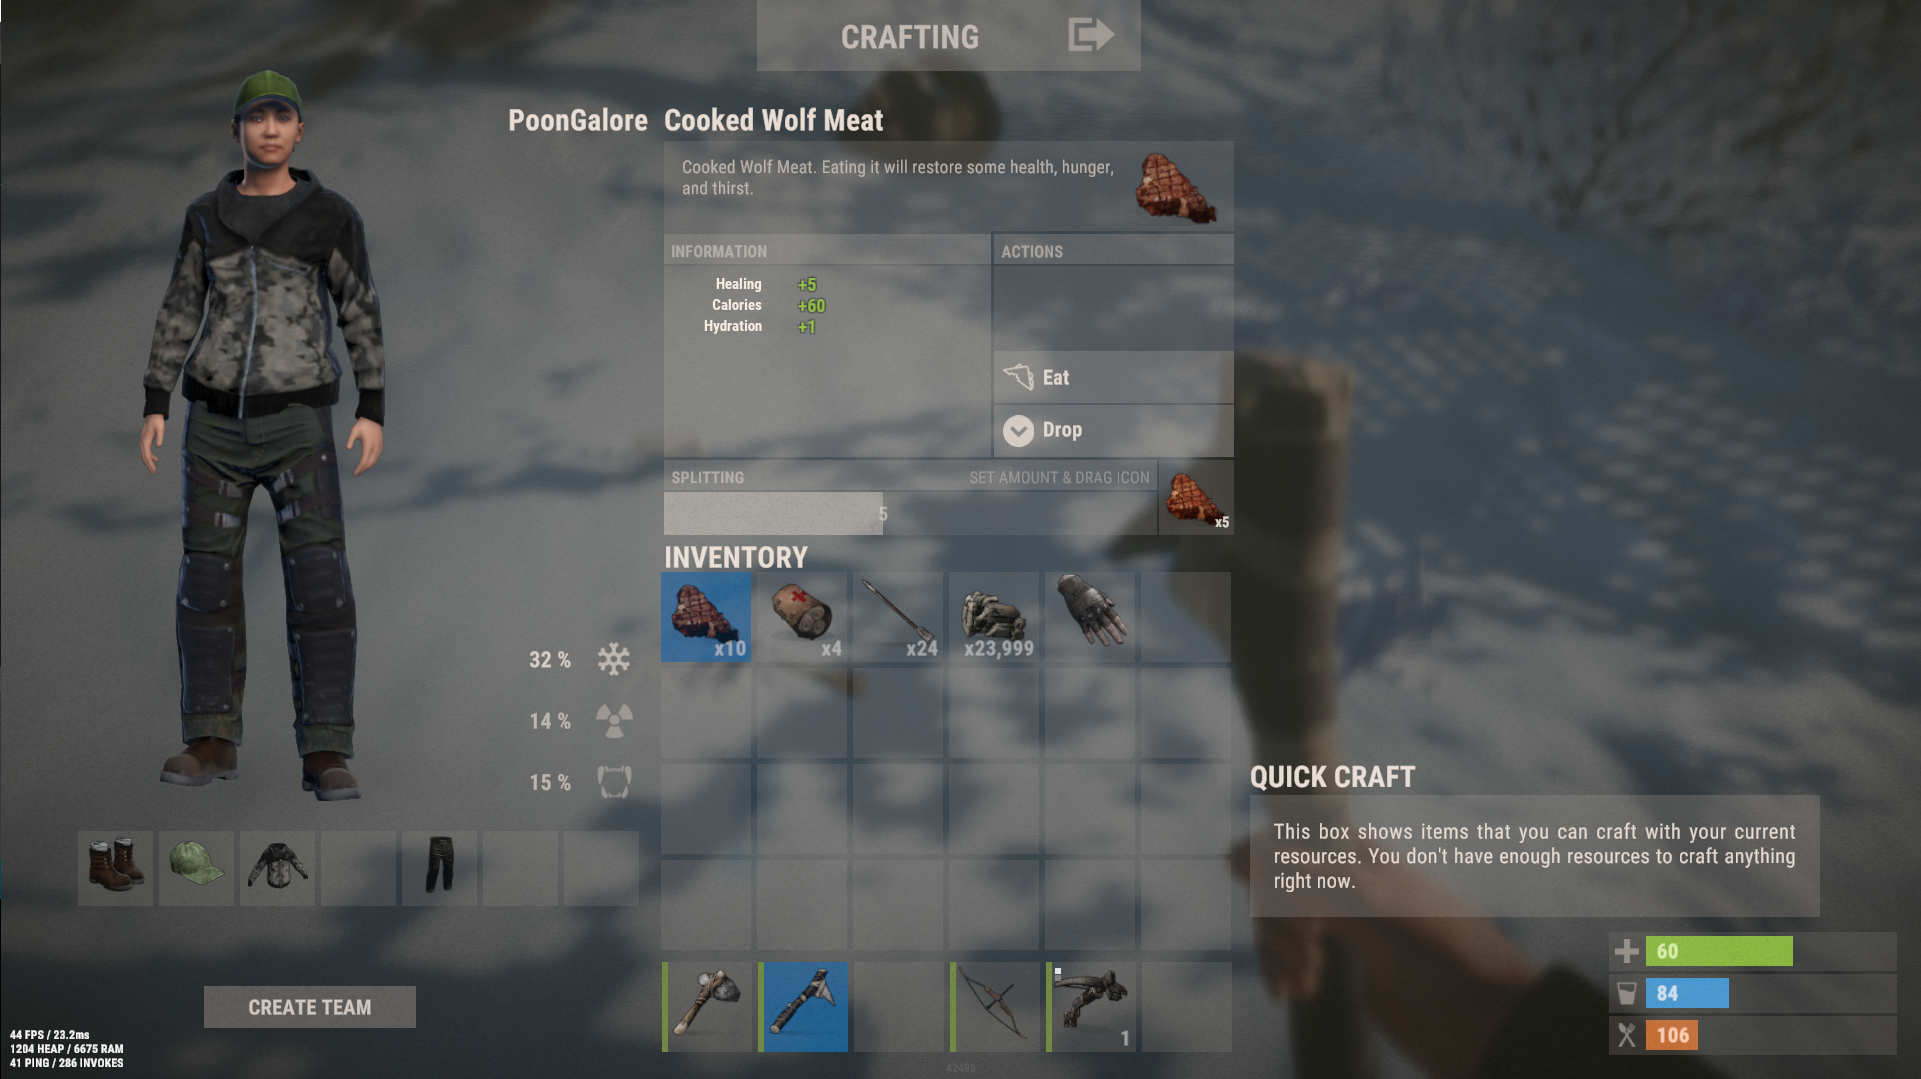 CRAFTING
PoonGalore
Cooked Wolf Meat
Cooked Wolf Meat. Eating it will restore some health, hunger,
and thirst.
INFORMATION
ACTIONS
Healing +5
Calories +60
Hydration +1
Eat
Drop
SPLITTING
SET AMOUNT & DRAG ICON
5
x5
INVENTORY
x10
x4
x24
x23,999
32 %
14 %
15 %
QUICK CRAFT
This box shows items that you can craft with your current
resources. You don't have enough resources to craft anything
right now.
CREATE TEAM
1
60
84
106
44 FPS / 23.2ms
1204 HEAP / 6675 RAM
41 PING / 286 INVOKES
42495